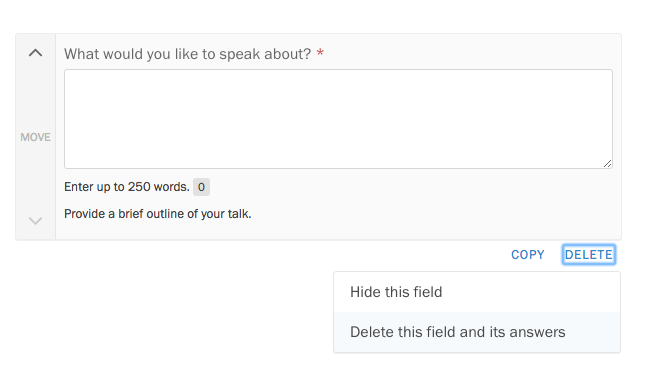 What would you like to speak about? *
MOVE
Enter up to 250 words. 0
Provide a brief outline of your talk.
COPY DELETE
Hide this field
Delete this field and its answers